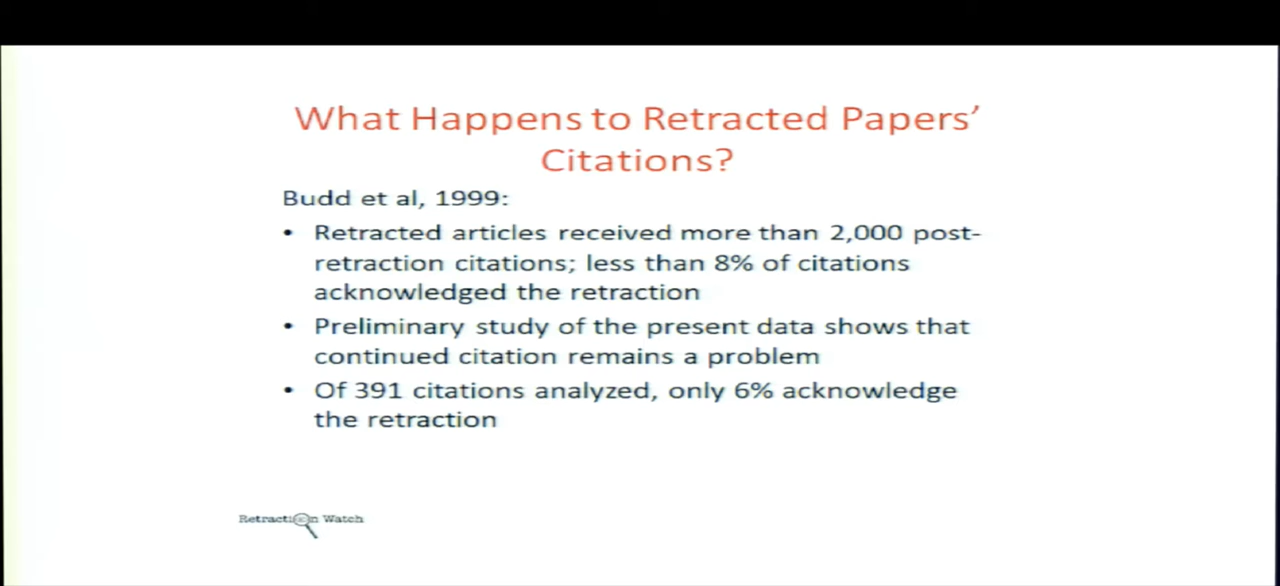 What Happens to Retracted Papers’
Citations?
Budd et al, 1999:
• Retracted articles received more than 2,000 post-
retraction citations; less than 8% of citations
acknowledged the retraction
• Preliminary study of the present data shows that
continued citation remains a problem
• Of 391 citations analyzed, only 6% acknowledge
the retraction
Retraction Watch